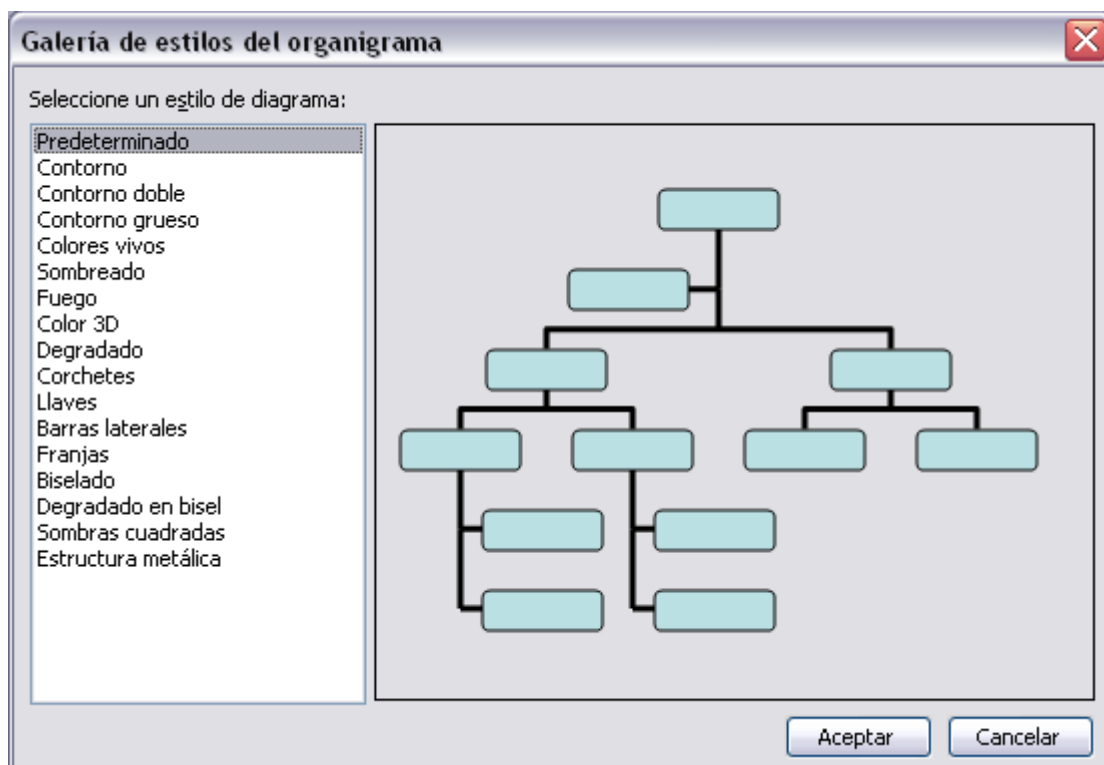 Galería de estilos del organigrama
Seleccione un estilo de diagrama:
Predeterminado
Contorno
Contorno doble
Contorno grueso
Colores vivos
Sombreado
Fuego
Color 3D
Degradado
Corchetes
Llaves
Barras laterales
Franjas
Biselado
Degradado en bisel
Sombras cuadradas
Estructura metálica
Aceptar
Cancelar